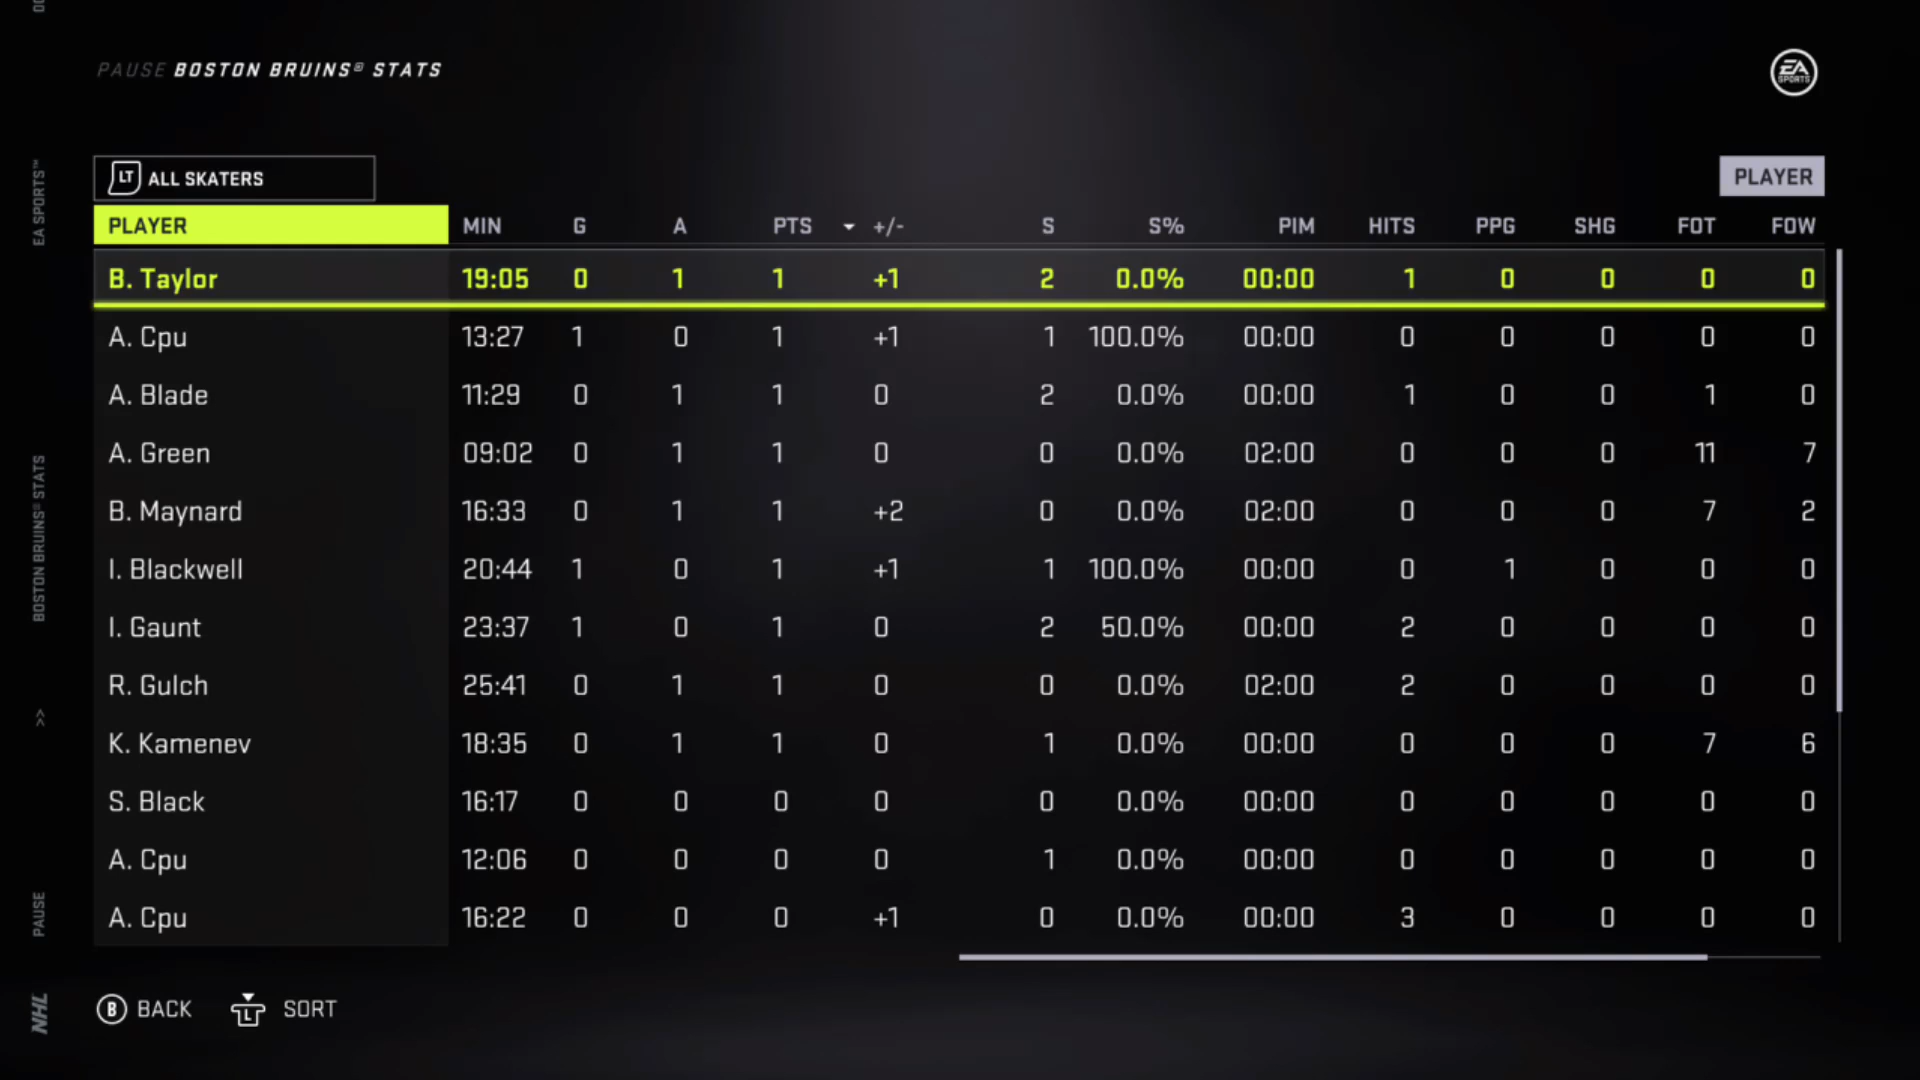 PAUSE BOSTON BRUINS® STATS
EA SPORTS
LT ALL SKATERS
PLAYER
PLAYER MIN G A PTS +/- S S% PIM HITS PPG SHG FOT FOW
B. Taylor 19:05 0 1 1 +1 2 0.0% 00:00 1 0 0 0 0
A. Cpu 13:27 1 0 1 +1 1 100.0% 00:00 0 0 0 0 0
A. Blade 11:29 0 1 1 0 2 0.0% 00:00 1 0 0 1 0
A. Green 09:02 0 1 1 0 0 0.0% 02:00 0 0 0 11 7
B. Maynard 16:33 0 1 1 +2 0 0.0% 02:00 0 0 0 7 2
I. Blackwell 20:44 1 0 1 +1 1 100.0% 00:00 0 1 0 0 0
I. Gaunt 23:37 1 0 1 0 2 50.0% 00:00 2 0 0 0 0
R. Gulch 25:41 0 1 1 0 0 0.0% 02:00 2 0 0 0 0
K. Kamenev 18:35 0 1 1 0 1 0.0% 00:00 0 0 0 7 6
S. Black 16:17 0 0 0 0 0 0.0% 00:00 0 0 0 0 0
A. Cpu 12:06 0 0 0 0 1 0.0% 00:00 0 0 0 0 0
A. Cpu 16:22 0 0 0 +1 0 0.0% 00:00 3 0 0 0 0
B BACK L SORT
NHL PAUSE >> BOSTON BRUINS® STATS EA SPORTS™